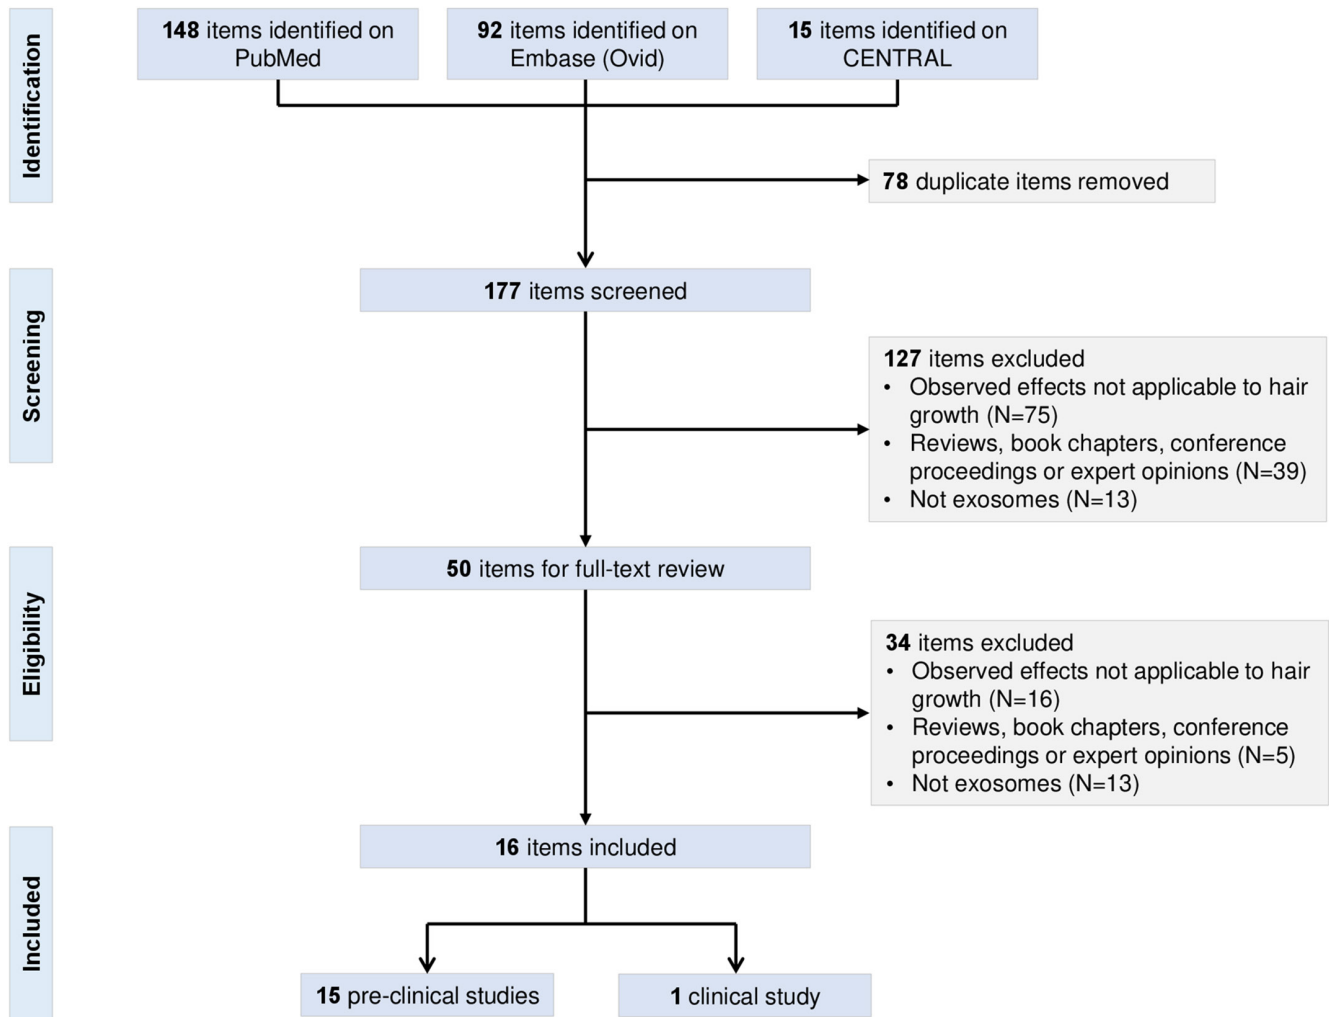 Identification
148 items identified on
PubMed
92 items identified on
Embase (Ovid)
15 items identified on
CENTRAL
78 duplicate items removed
Screening
177 items screened
127 items excluded
• Observed effects not applicable to hair
growth (N=75)
• Reviews, book chapters, conference
proceedings or expert opinions (N=39)
• Not exosomes (N=13)
Eligibility
50 items for full-text review
34 items excluded
• Observed effects not applicable to hair
growth (N=16)
• Reviews, book chapters, conference
proceedings or expert opinions (N=5)
• Not exosomes (N=13)
Included
16 items included
15 pre-clinical studies
1 clinical study